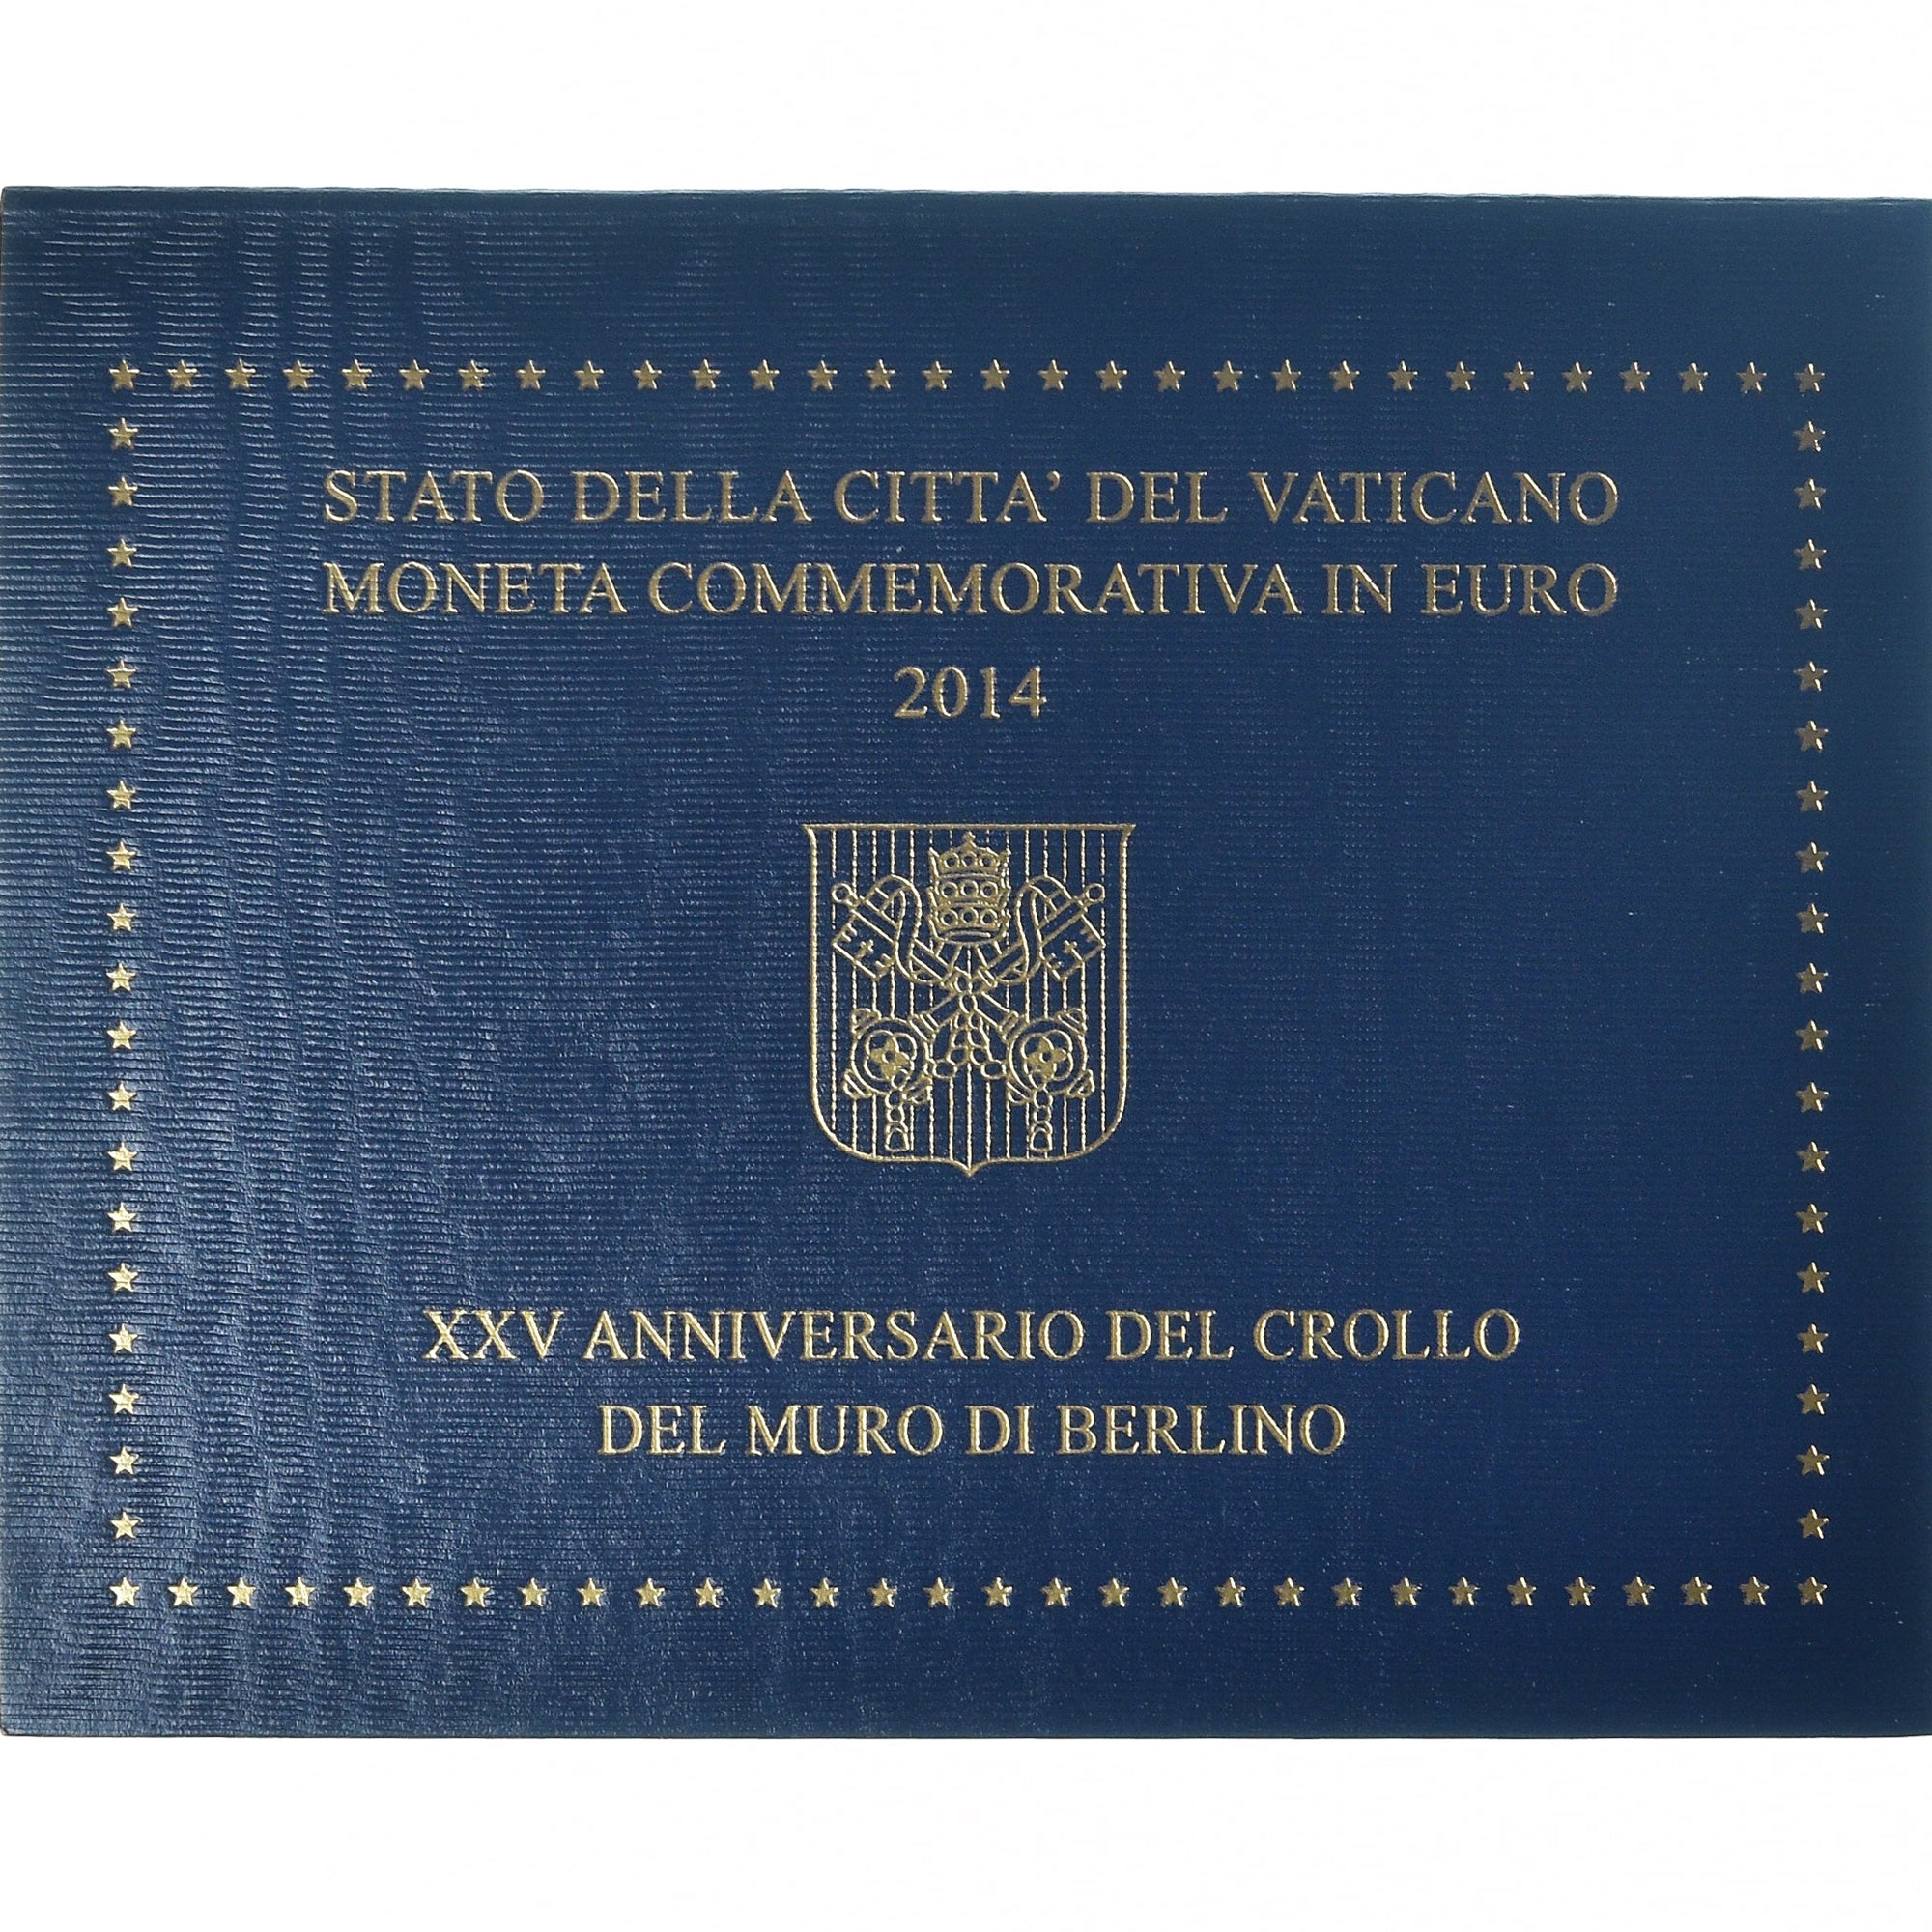 STATO DELLA CITTA' DEL VATICANO
MONETA COMMEMORATIVA IN EURO
2014
XXV ANNIVERSARIO DEL CROLLO
DEL MURO DI BERLINO